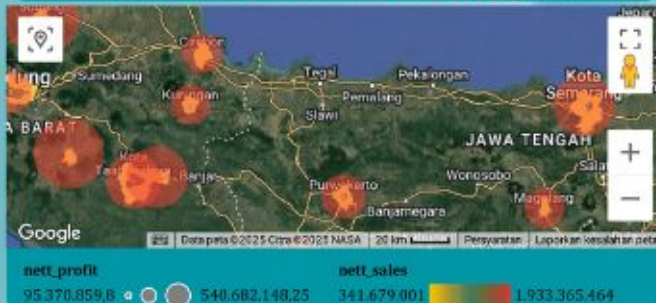 Subang
Jepara
Cirebon
Kota
Semarang
Sumedang
Tegal
Pekalongan
Kuningan
Pemalang
Slawi
A BARAT
JAWA TENGAH
Kota
Banjar
Purwokerto
Wonosobo
Banjarnegara
Magelang
Google
Data peta ©2025 Citra ©2025 NASA
20 km
Persyaratan
Laporkan kesalahan peta
nett_profit
nett_sales
95.370.859,8
540.682.148,25
341.679.001
1.933.365.464